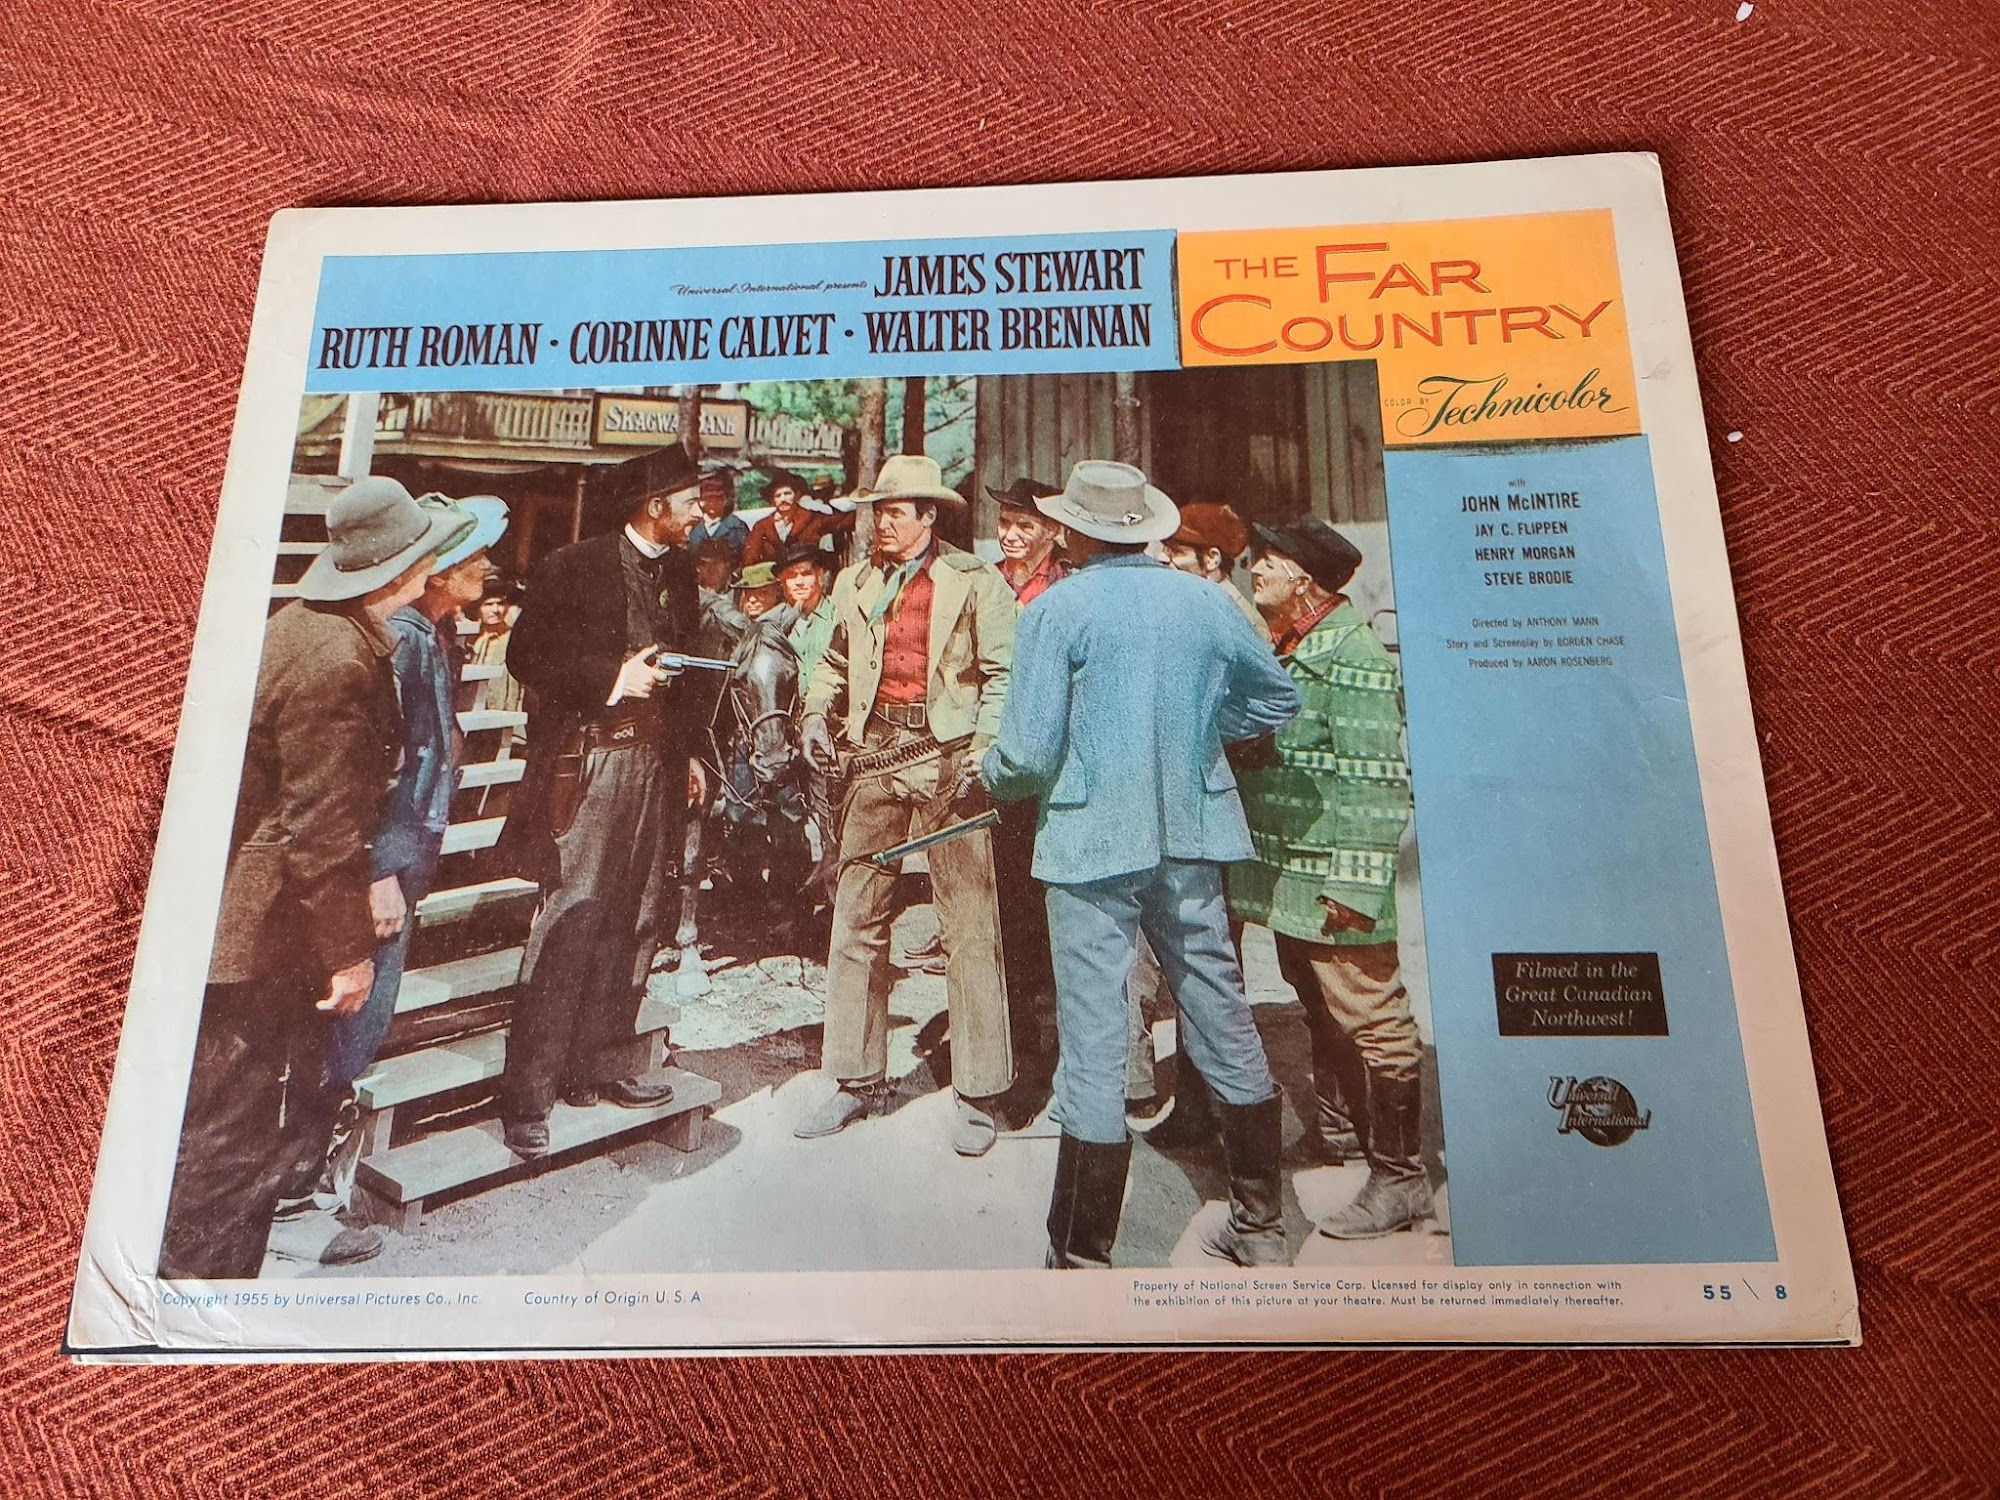 Universal-International presents JAMES STEWART
RUTH ROMAN · CORINNE CALVET · WALTER BRENNAN
THE FAR
COUNTRY
COLOR BY Technicolor
SKAGWA BANK
with
JOHN McINTIRE
JAY C. FLIPPEN
HENRY MORGAN
STEVE BRODIE
Directed by ANTHONY MANN
Story and Screenplay by BORDEN CHASE
Produced by AARON ROSENBERG
Filmed in the
Great Canadian
Northwest!
Universal
International
2
Copyright 1955 by Universal Pictures Co., Inc. Country of Origin U. S. A
Property of National Screen Service Corp. Licensed for display only in connection with
the exhibition of this picture at your theatre. Must be returned immediately thereafter.
55 \ 8